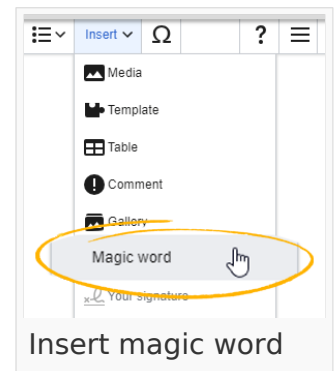 Insert Ω ?
Media
Template
Table
Comment
Gallery
Magic word
Your signature
Insert magic word